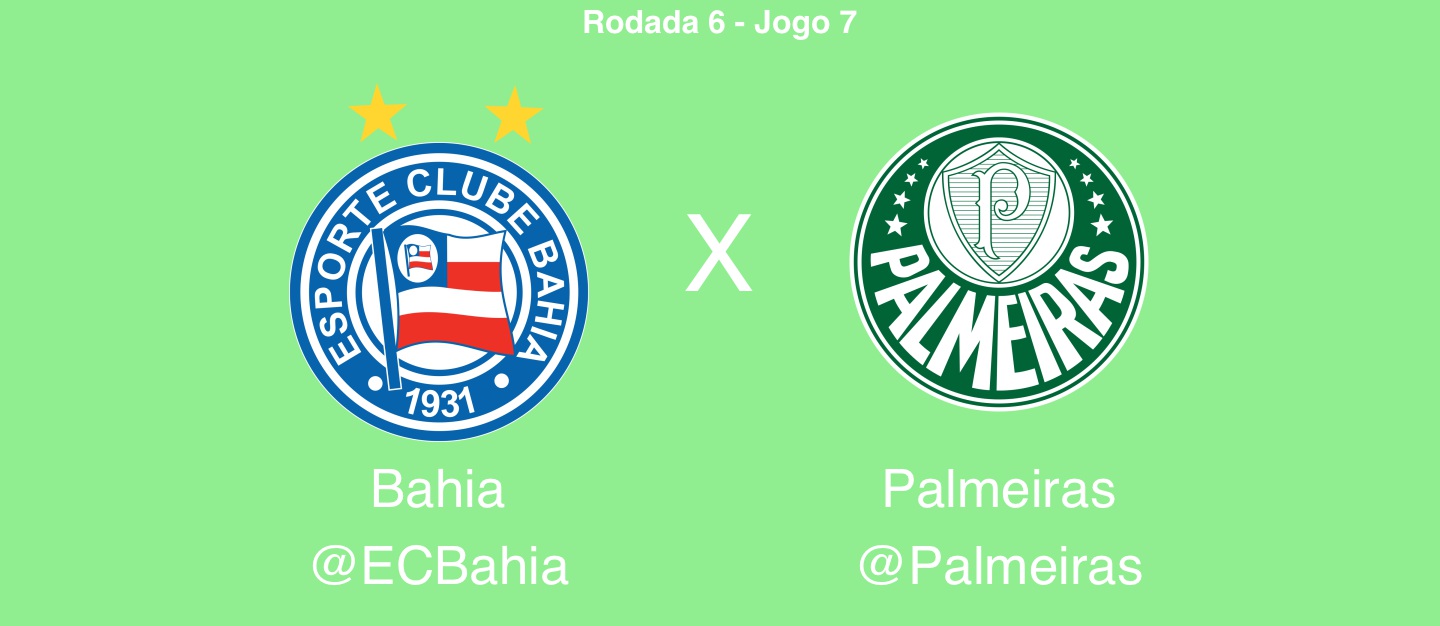 Rodada 6 - Jogo 7
ESPORTE CLUBE BAHIA
1931
X
P
PALMEIRAS
Bahia
Palmeiras
@ECBahia
@Palmeiras